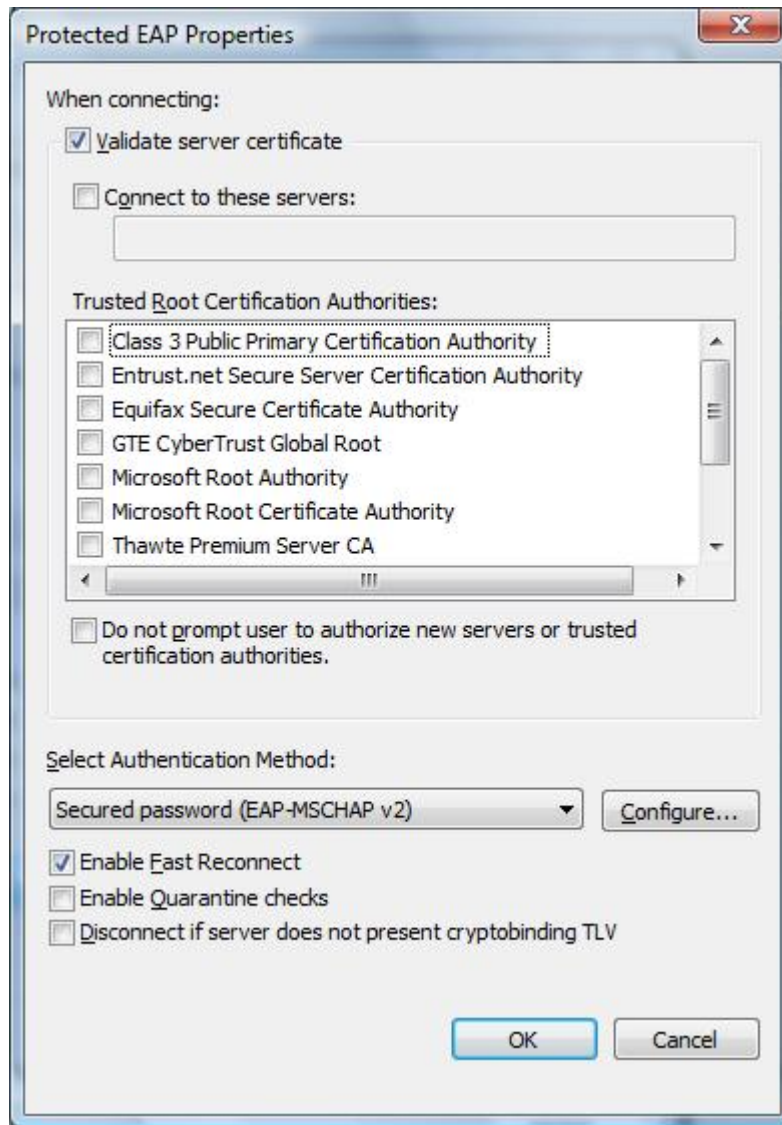 Protected EAP Properties
When connecting:
Validate server certificate
Connect to these servers:
Trusted Root Certification Authorities:
Class 3 Public Primary Certification Authority
Entrust.net Secure Server Certification Authority
Equifax Secure Certificate Authority
GTE CyberTrust Global Root
Microsoft Root Authority
Microsoft Root Certificate Authority
Thawte Premium Server CA
Do not prompt user to authorize new servers or trusted
certification authorities.
Select Authentication Method:
Secured password (EAP-MSCHAP v2) Configure...
Enable Fast Reconnect
Enable Quarantine checks
Disconnect if server does not present cryptobinding TLV
OK Cancel